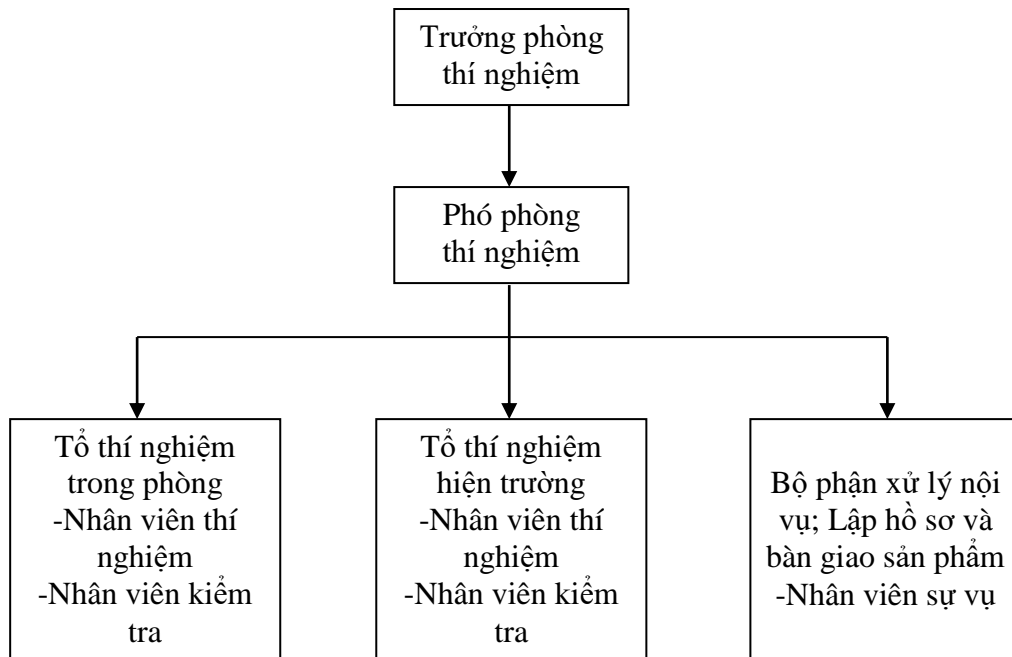 Trưởng phòng
thí nghiệm
Phó phòng
thí nghiệm
Tổ thí nghiệm
trong phòng
-Nhân viên thí
nghiệm
-Nhân viên kiểm
tra
Tổ thí nghiệm
hiện trường
-Nhân viên thí
nghiệm
-Nhân viên kiểm
tra
Bộ phận xử lý nội
vụ; Lập hồ sơ và
bàn giao sản phẩm
-Nhân viên sự vụ